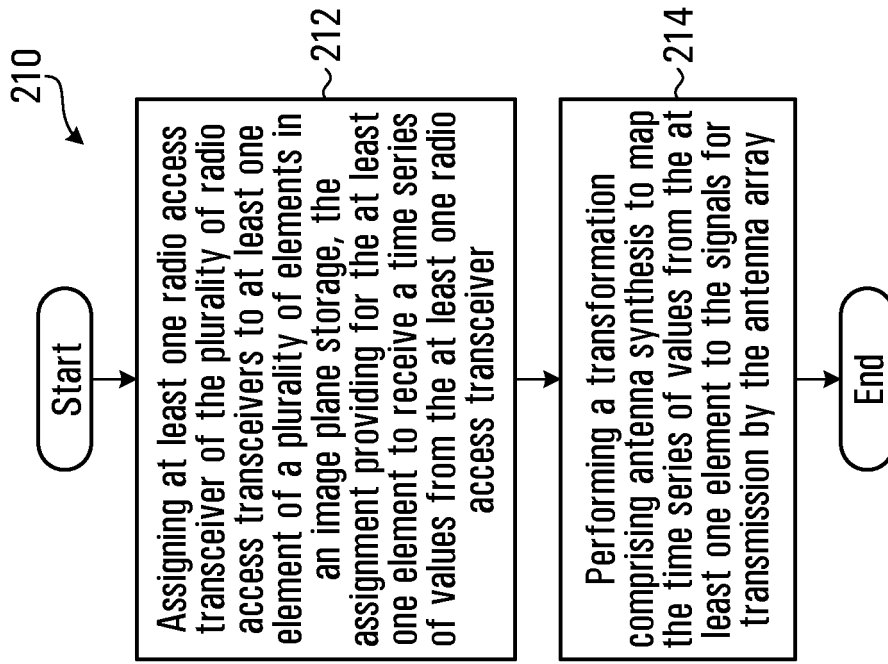 210
Start
Assigning at least one radio access
transceiver of the plurality of radio
access transceivers to at least one
element of a plurality of elements in
an image plane storage, the
assignment providing for the at least
one element to receive a time series
of values from the at least one radio
access transceiver
212
Performing a transformation
comprising antenna synthesis to map
the time series of values from the at
least one element to the signals for
transmission by the antenna array
214
End